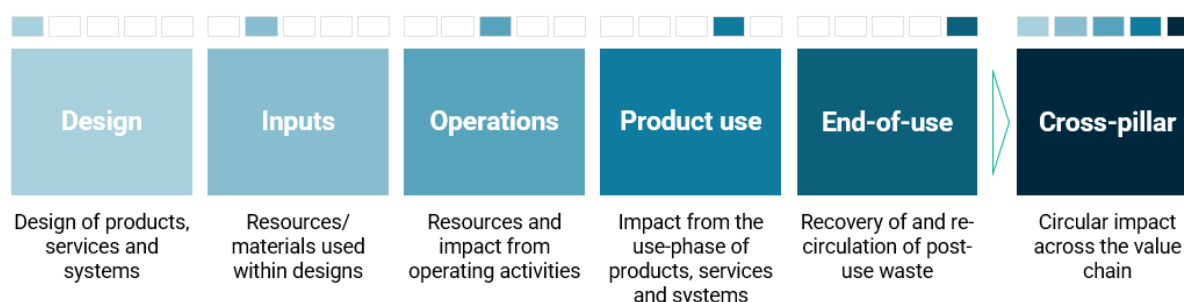 Design
Inputs
Operations
Product use
End-of-use
Cross-pillar
Design of products,
services and
systems
Resources/
materials used
within designs
Resources and
impact from
operating activities
Impact from the
use-phase of
products, services
and systems
Recovery of and re-
circulation of post-
use waste
Circular impact
across the value
chain